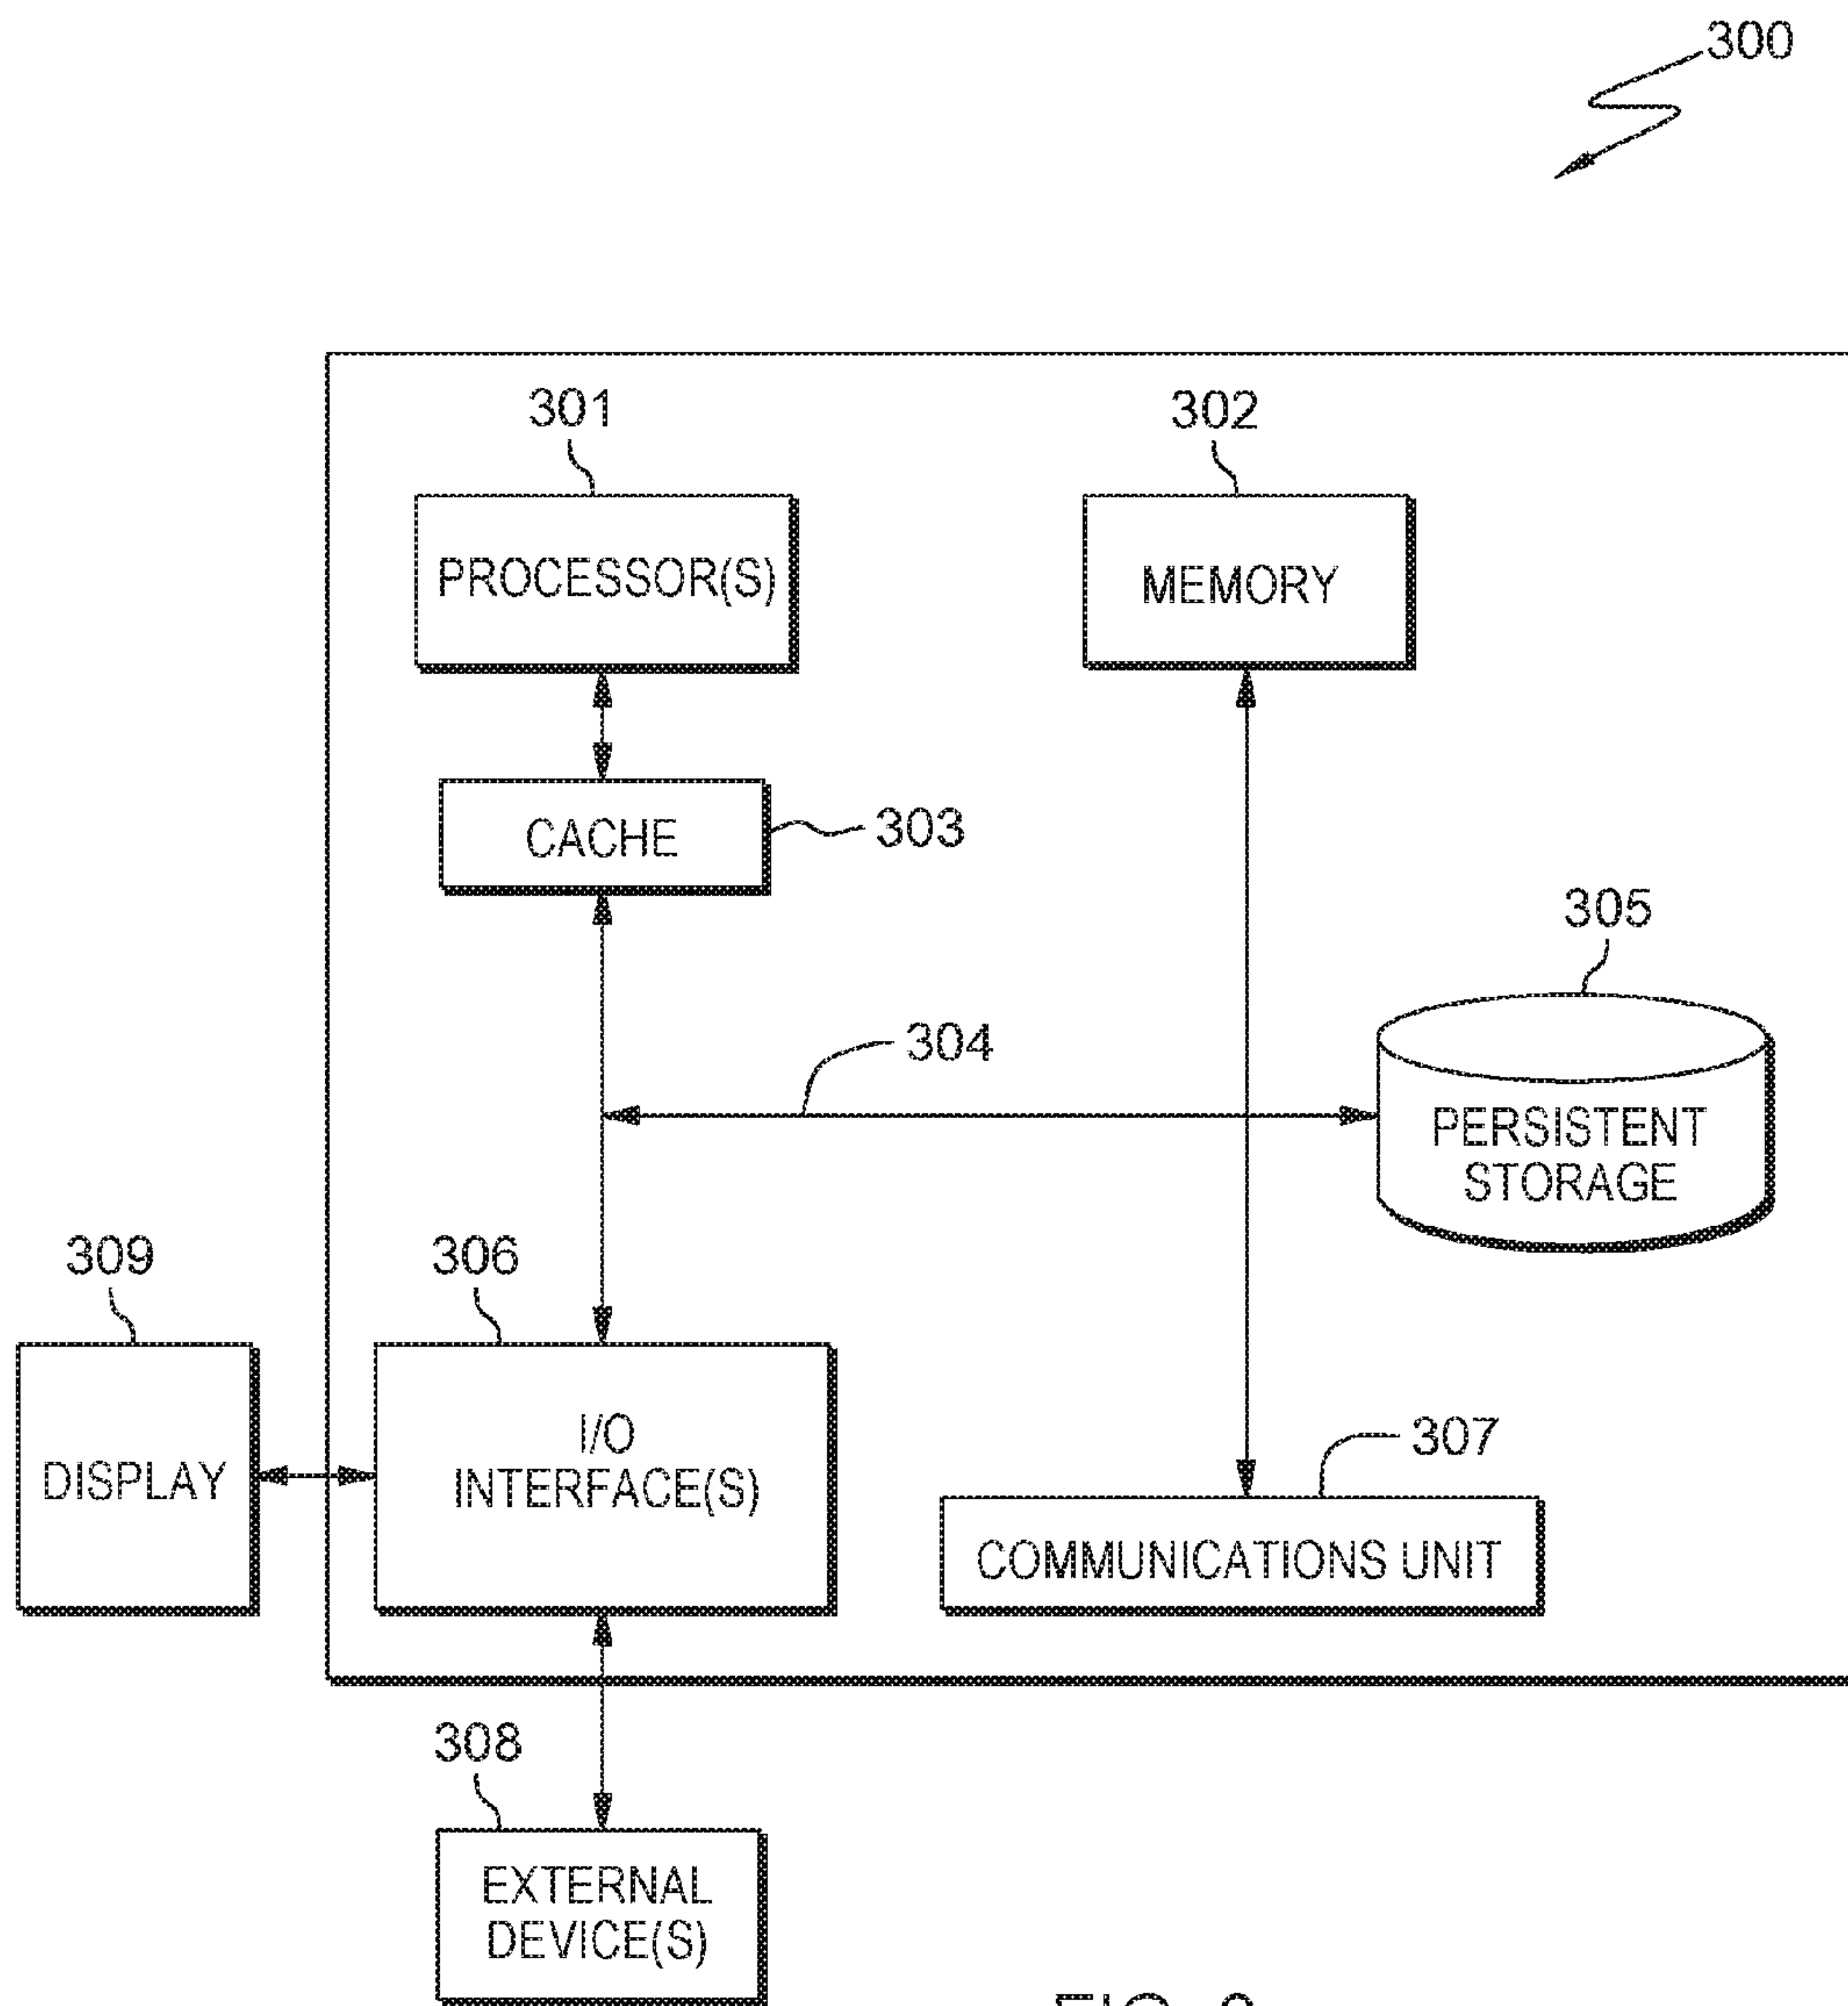 300
301
302
PROCESSOR(S)
MEMORY
CACHE
303
305
304
PERSISTENT
STORAGE
309
306
DISPLAY
I/O
INTERFACE(S)
307
COMMUNICATIONS UNIT
308
EXTERNAL
DEVICE(S)
FIG.